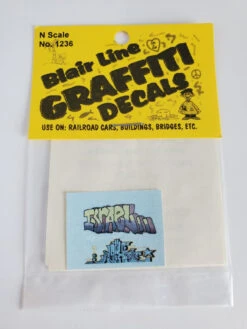 N Scale
No. 1236
Blair Line
GRAFFITI
DECALS
USE ON: RAILROAD CARS, BUILDINGS, BRIDGES, ETC.